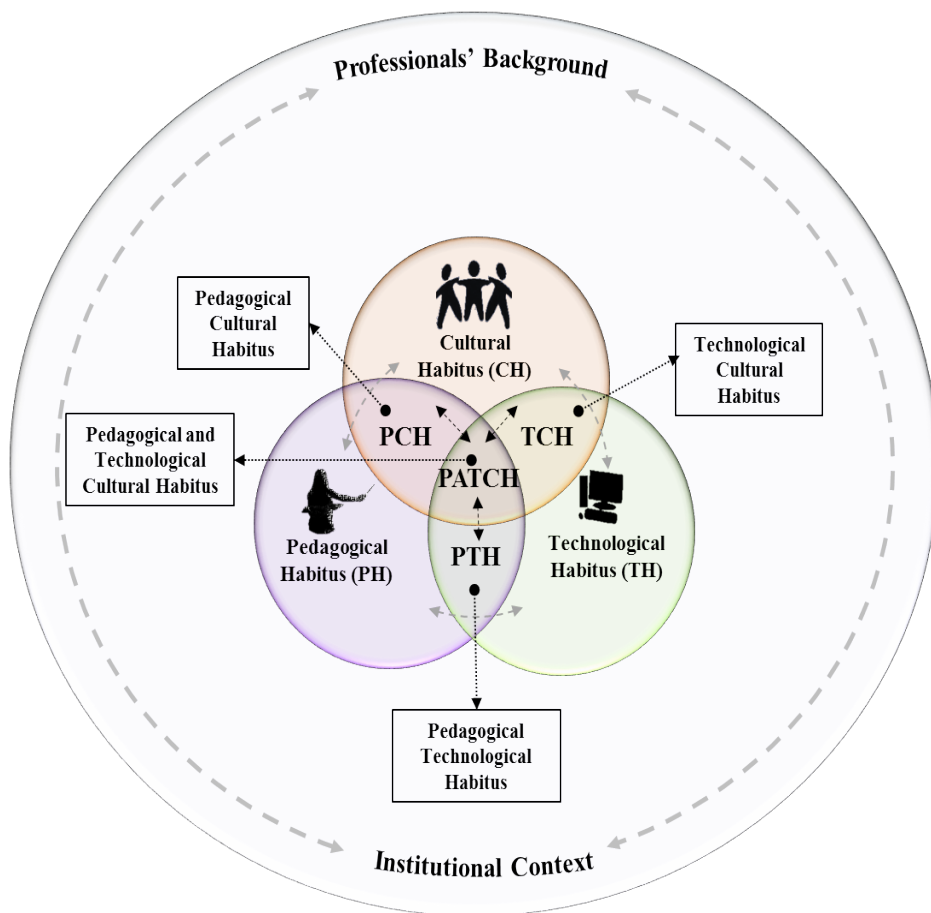 Professionals' Background
Pedagogical
Cultural
Habitus
Cultural
Habitus (CH)
Technological
Cultural
Habitus
PCH
TCH
Pedagogical and
Technological
Cultural Habitus
PATCH
Pedagogical
Habitus (PH)
PTH
Technological
Habitus (TH)
Pedagogical
Technological
Habitus
Institutional Context